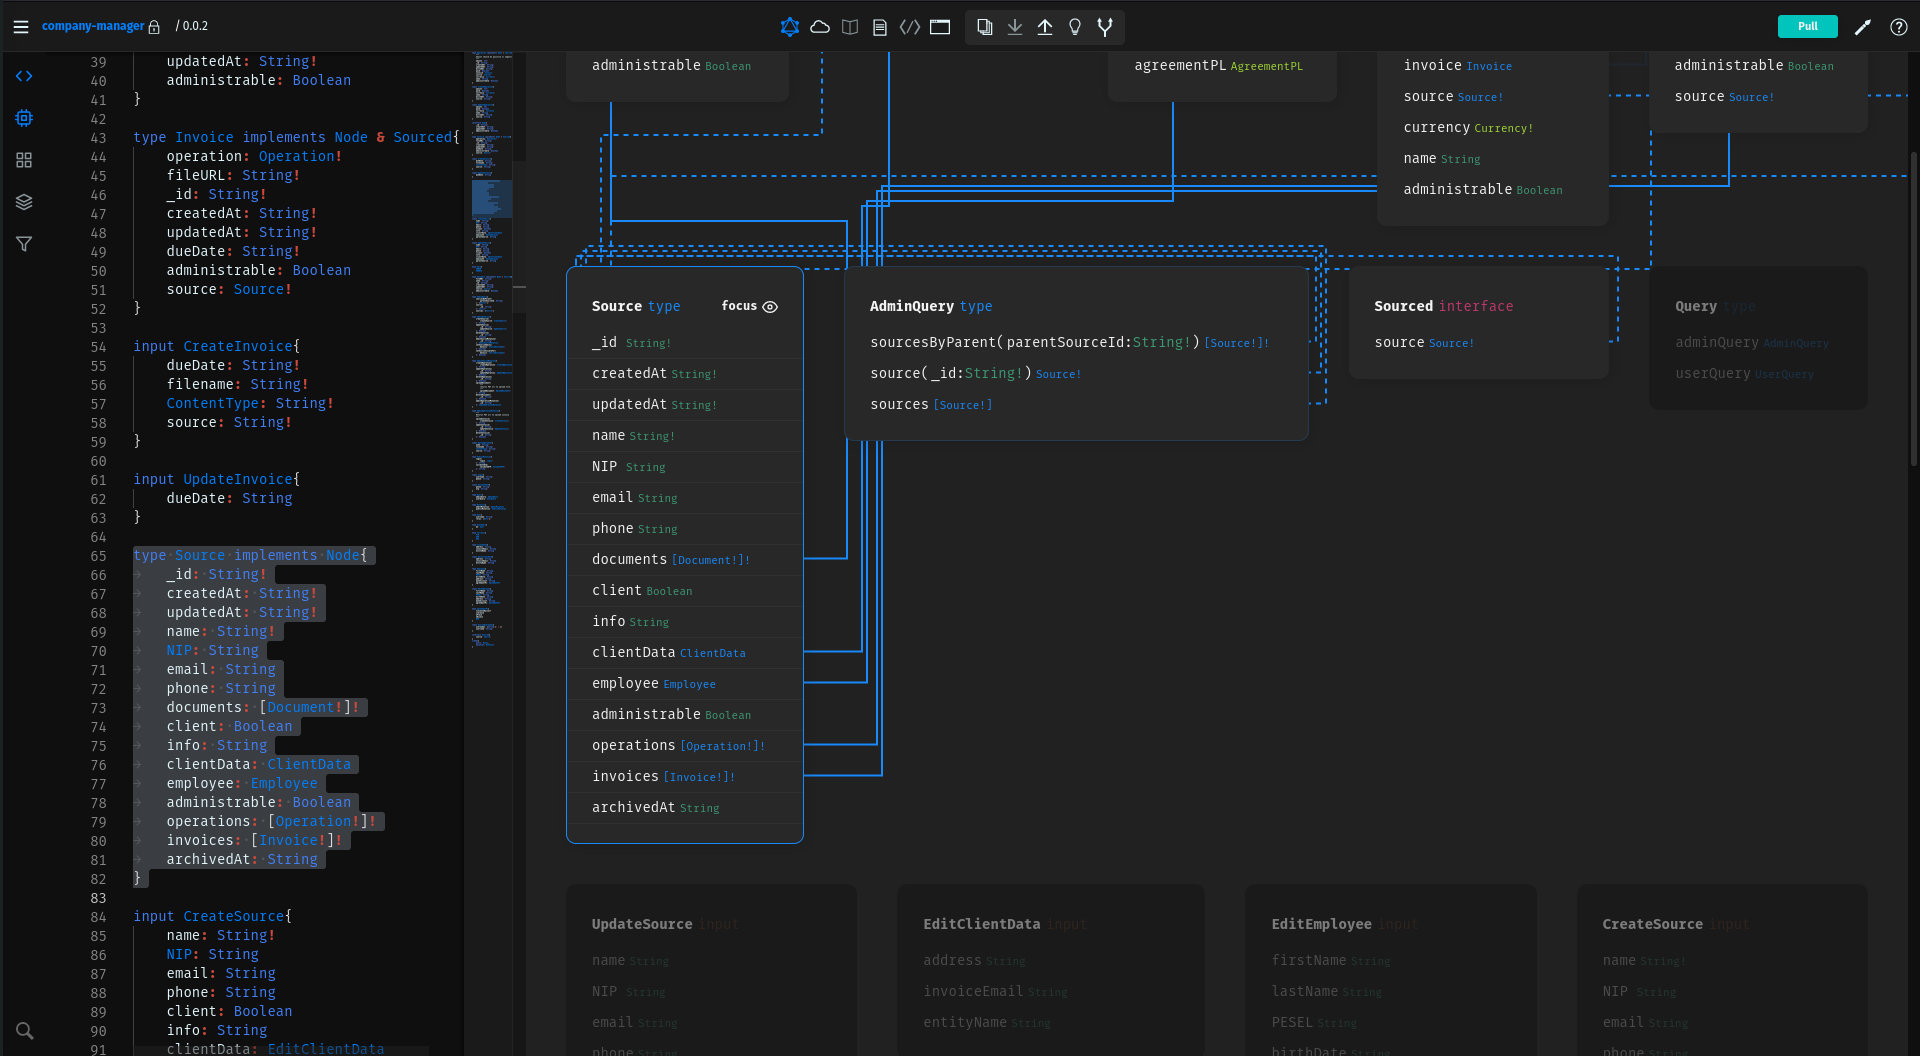 company-manager / 0.0.2
Pull
39 updatedAt: String!
40 administrable: Boolean
41 }
42
43 type Invoice implements Node & Sourced{
44 operation: Operation!
45 fileURL: String!
46 _id: String!
47 createdAt: String!
48 updatedAt: String!
49 dueDate: String!
50 administrable: Boolean
51 source: Source!
52 }
53
54 input CreateInvoice{
55 dueDate: String!
56 filename: String!
57 ContentType: String!
58 source: String!
59 }
60
61 input UpdateInvoice{
62 dueDate: String
63 }
64
65 type Source implements Node{
66 _id: String!
67 createdAt: String!
68 updatedAt: String!
69 name: String!
70 NIP: String
71 email: String
72 phone: String
73 documents: [Document!]!
74 client: Boolean
75 info: String
76 clientData: ClientData
77 employee: Employee
78 administrable: Boolean
79 operations: [Operation!]!
80 invoices: [Invoice!]!
81 archivedAt: String
82 }
83
84 input CreateSource{
85 name: String!
86 NIP: String
87 email: String
88 phone: String
89 client: Boolean
90 info: String
91 clientData: EditClientData
administrable Boolean
agreementPL AgreementPL
invoice Invoice
source Source!
currency Currency!
name String
administrable Boolean
administrable Boolean
source Source!
Source type focus
_id String!
createdAt String!
updatedAt String!
name String!
NIP String
email String
phone String
documents [Document!]!
client Boolean
info String
clientData ClientData
employee Employee
administrable Boolean
operations [Operation!]!
invoices [Invoice!]!
archivedAt String
AdminQuery type
sourcesByParent(parentSourceId:String!) [Source!]!
source(_id:String!) Source!
sources [Source!]
Sourced interface
source Source!
Query type
adminQuery AdminQuery
userQuery UserQuery
UpdateSource input
name String
NIP String
email String
phone String
EditClientData input
address String
invoiceEmail String
entityName String
EditEmployee input
firstName String
lastName String
PESEL String
birthDate String
CreateSource input
name String!
NIP String
email String
phone String